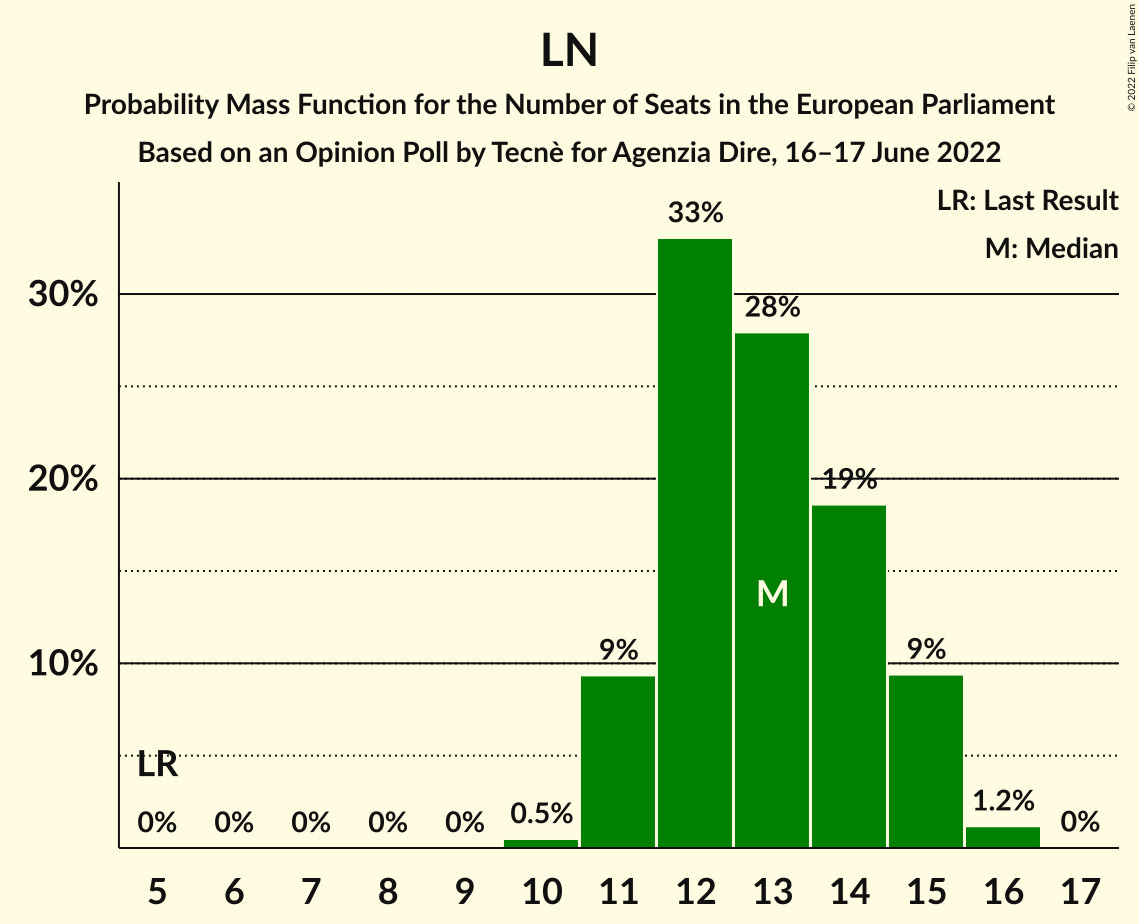 LN
Probability Mass Function for the Number of Seats in the European Parliament
Based on an Opinion Poll by Tecnè for Agenzia Dire, 16–17 June 2022
© 2022 Filip van Laenen
LR: Last Result
M: Median
33%
30%
28%
20%
19%
M
10%
9%
9%
LR
0%
0%
0%
0%
0%
0.5%
1.2%
0%
5 6 7 8 9 10 11 12 13 14 15 16 17